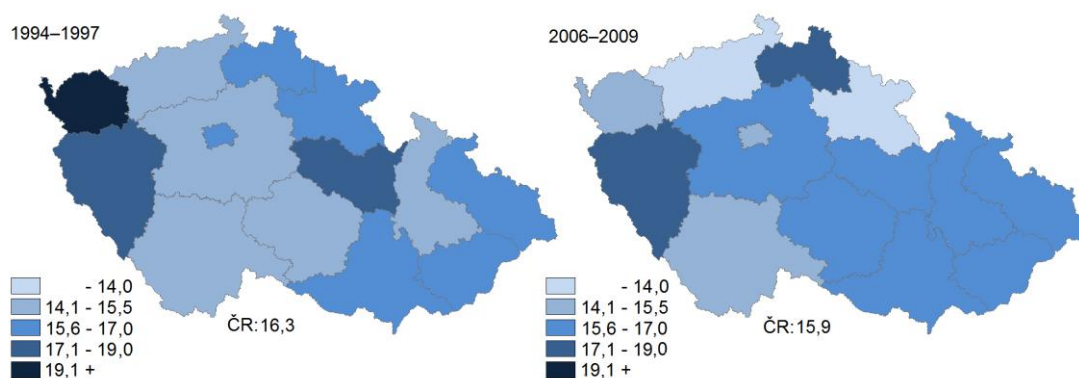 1994–1997
- 14,0
14,1 - 15,5
15,6 - 17,0
17,1 - 19,0
19,1 +
ČR:16,3
2006–2009
- 14,0
14,1 - 15,5
15,6 - 17,0
17,1 - 19,0
19,1 +
ČR:15,9